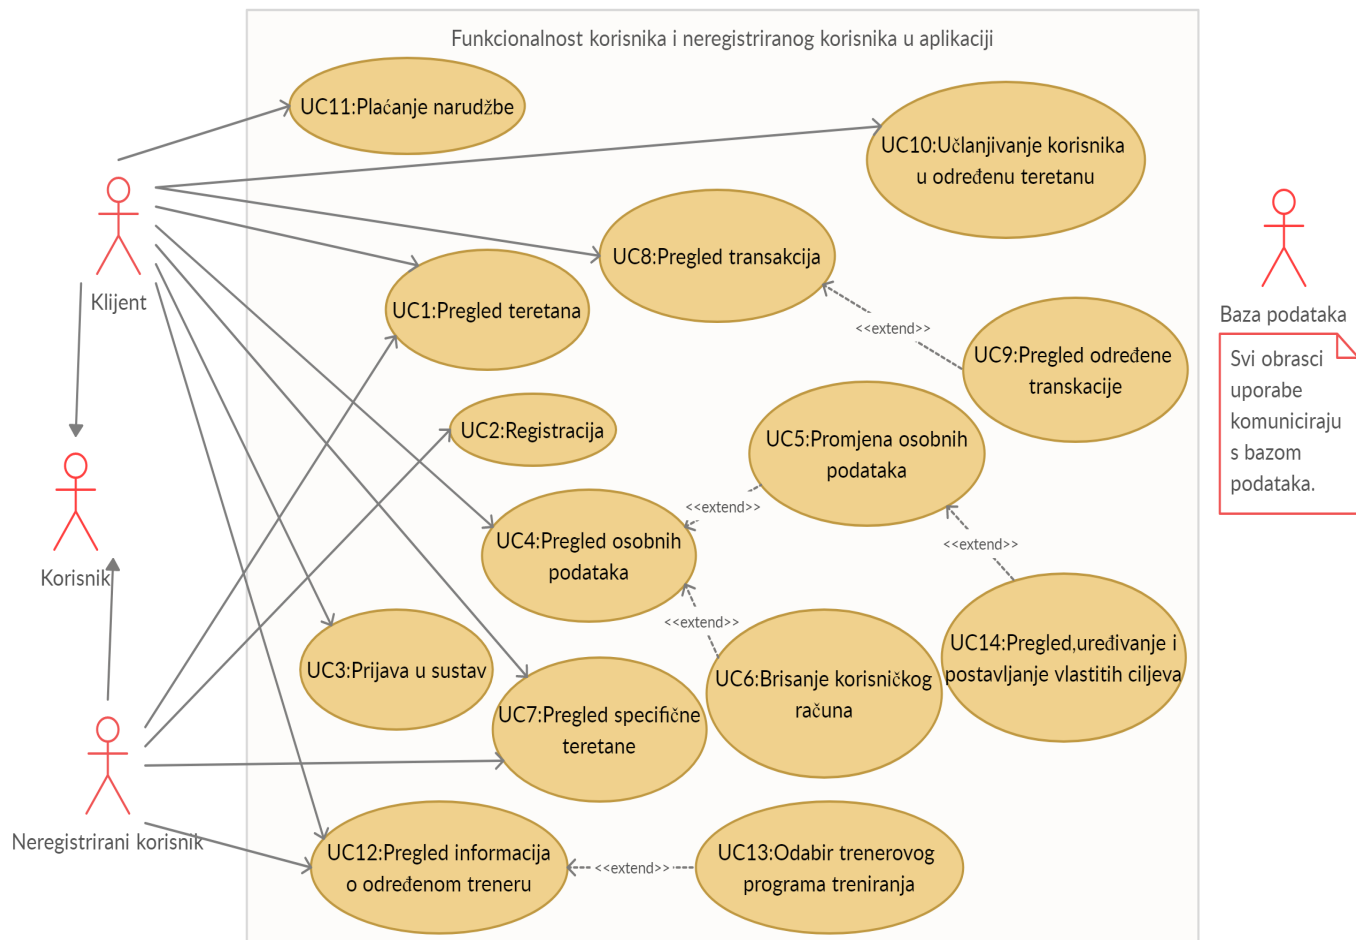 Funkcionalnost korisnika i neregistriranog korisnika u aplikaciji
UC11:Plaćanje narudžbe
UC10:Učlanjivanje korisnika
u određenu teretanu
UC8:Pregled transakcija
Klijent
UC1:Pregled teretana
Baza podataka
<<extend>>
UC9:Pregled određene
transkacije
Svi obrasci
uporabe
komuniciraju
s bazom
podataka.
UC2:Registracija
UC5:Promjena osobnih
podataka
<<extend>>
UC4:Pregled osobnih
podataka
<<extend>>
Korisnik
<<extend>>
UC3:Prijava u sustav
UC6:Brisanje korisničkog
računa
UC14:Pregled,uređivanje i
postavljanje vlastitih ciljeva
UC7:Pregled specifične
teretane
Neregistrirani korisnik
UC12:Pregled informacija
o određenom treneru
<<extend>>
UC13:Odabir trenerovog
programa treniranja